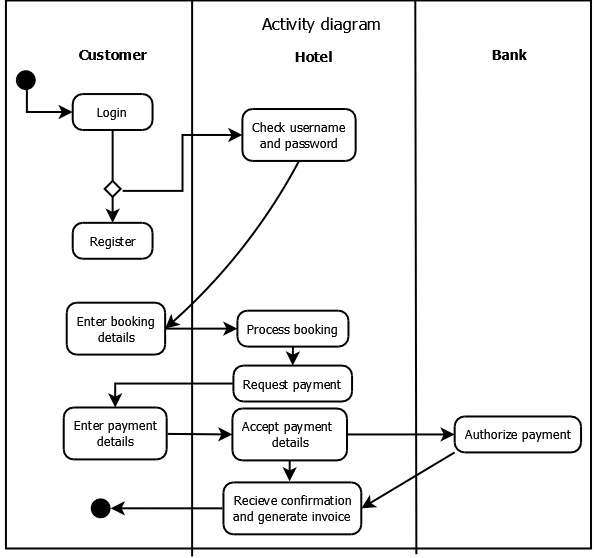 Activity diagram
Customer
Hotel
Bank
Login
Check username
and password
Register
Enter booking
details
Process booking
Request payment
Enter payment
details
Accept payment
details
Authorize payment
Recieve confirmation
and generate invoice